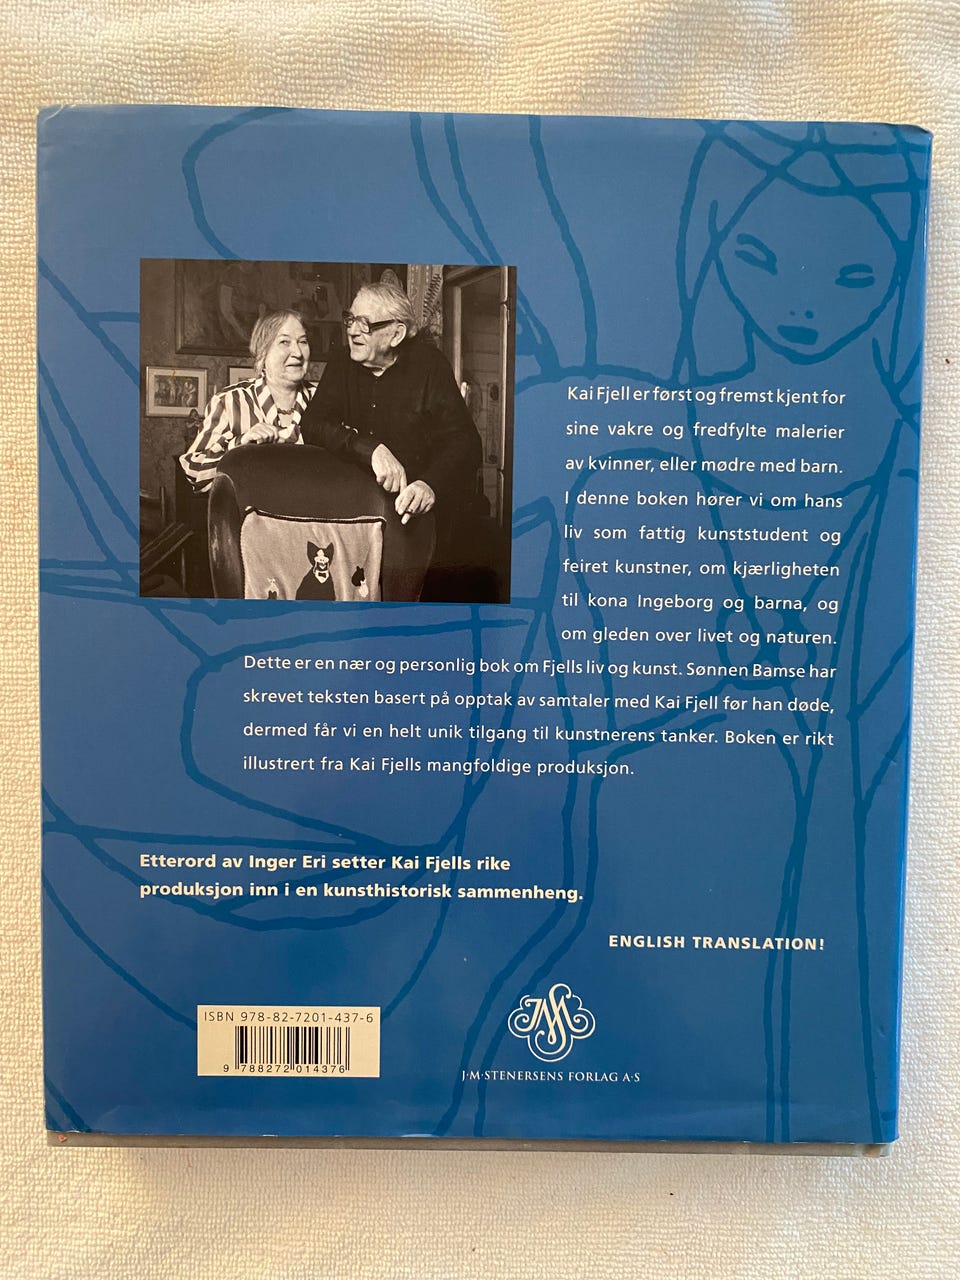 Kai Fjell er først og fremst kjent for
sine vakre og fredfylte malerier
av kvinner, eller mødre med barn.
I denne boken hører vi om hans
liv som fattig kunststudent og
feiret kunstner, om kjærligheten
til kona Ingeborg og barna, og
om gleden over livet og naturen.
Dette er en nær og personlig bok om Fjells liv og kunst. Sønnen Bamse har
skrevet teksten basert på opptak av samtaler med Kai Fjell før han døde,
dermed får vi en helt unik tilgang til kunstnerens tanker. Boken er rikt
illustrert fra Kai Fjells mangfoldige produksjon.
Etterord av Inger Eri setter Kai Fjells rike
produksjon inn i en kunsthistorisk sammenheng.
ENGLISH TRANSLATION!
ISBN 978-82-7201-437-6
9 788272 014376
JMS
J·M·STENERSENS FORLAG A·S